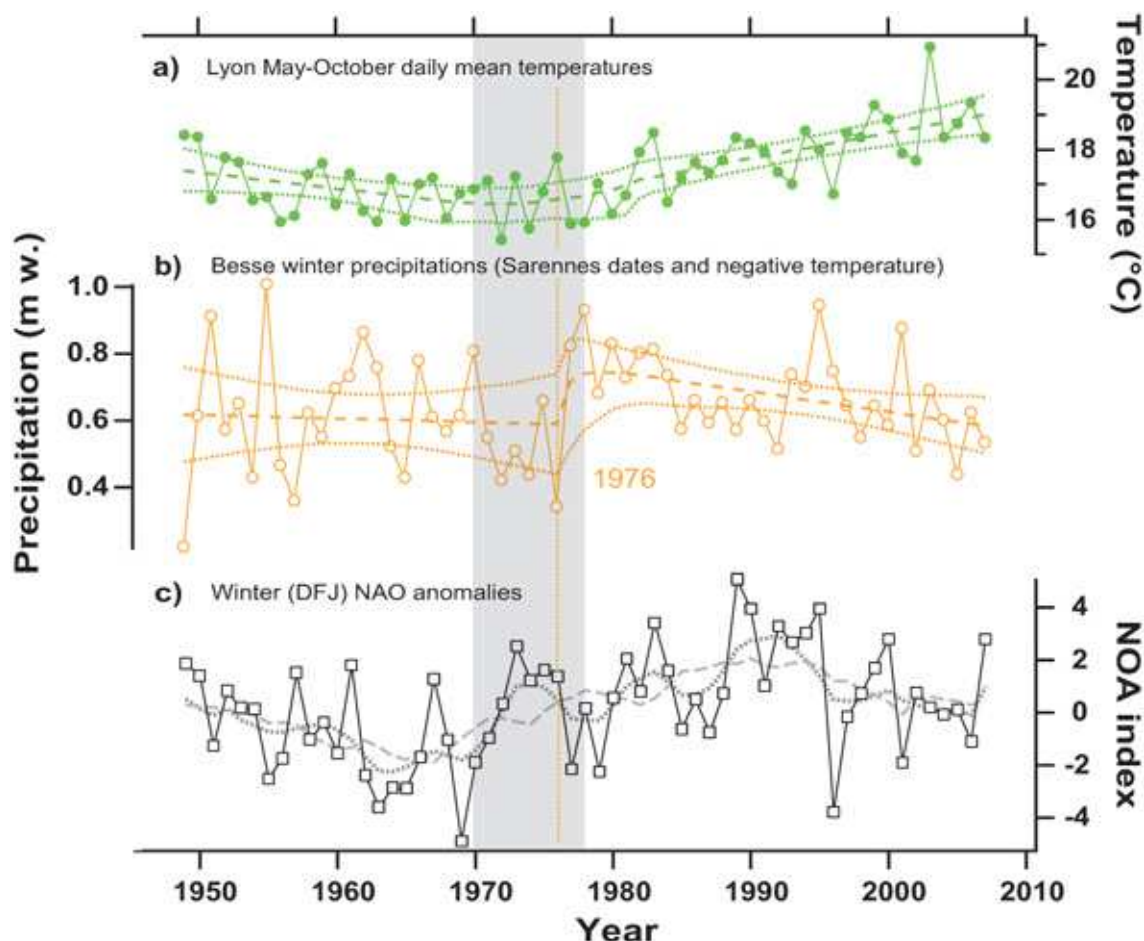 a) Lyon May-October daily mean temperatures
Temperature (°C)
20
18
16
b) Besse winter precipitations (Sarennes dates and negative temperature)
Precipitation (m w.)
1.0
0.8
0.6
0.4
1976
c) Winter (DFJ) NAO anomalies
NOA index
4
2
0
-2
-4
1950 1960 1970 1980 1990 2000 2010
Year